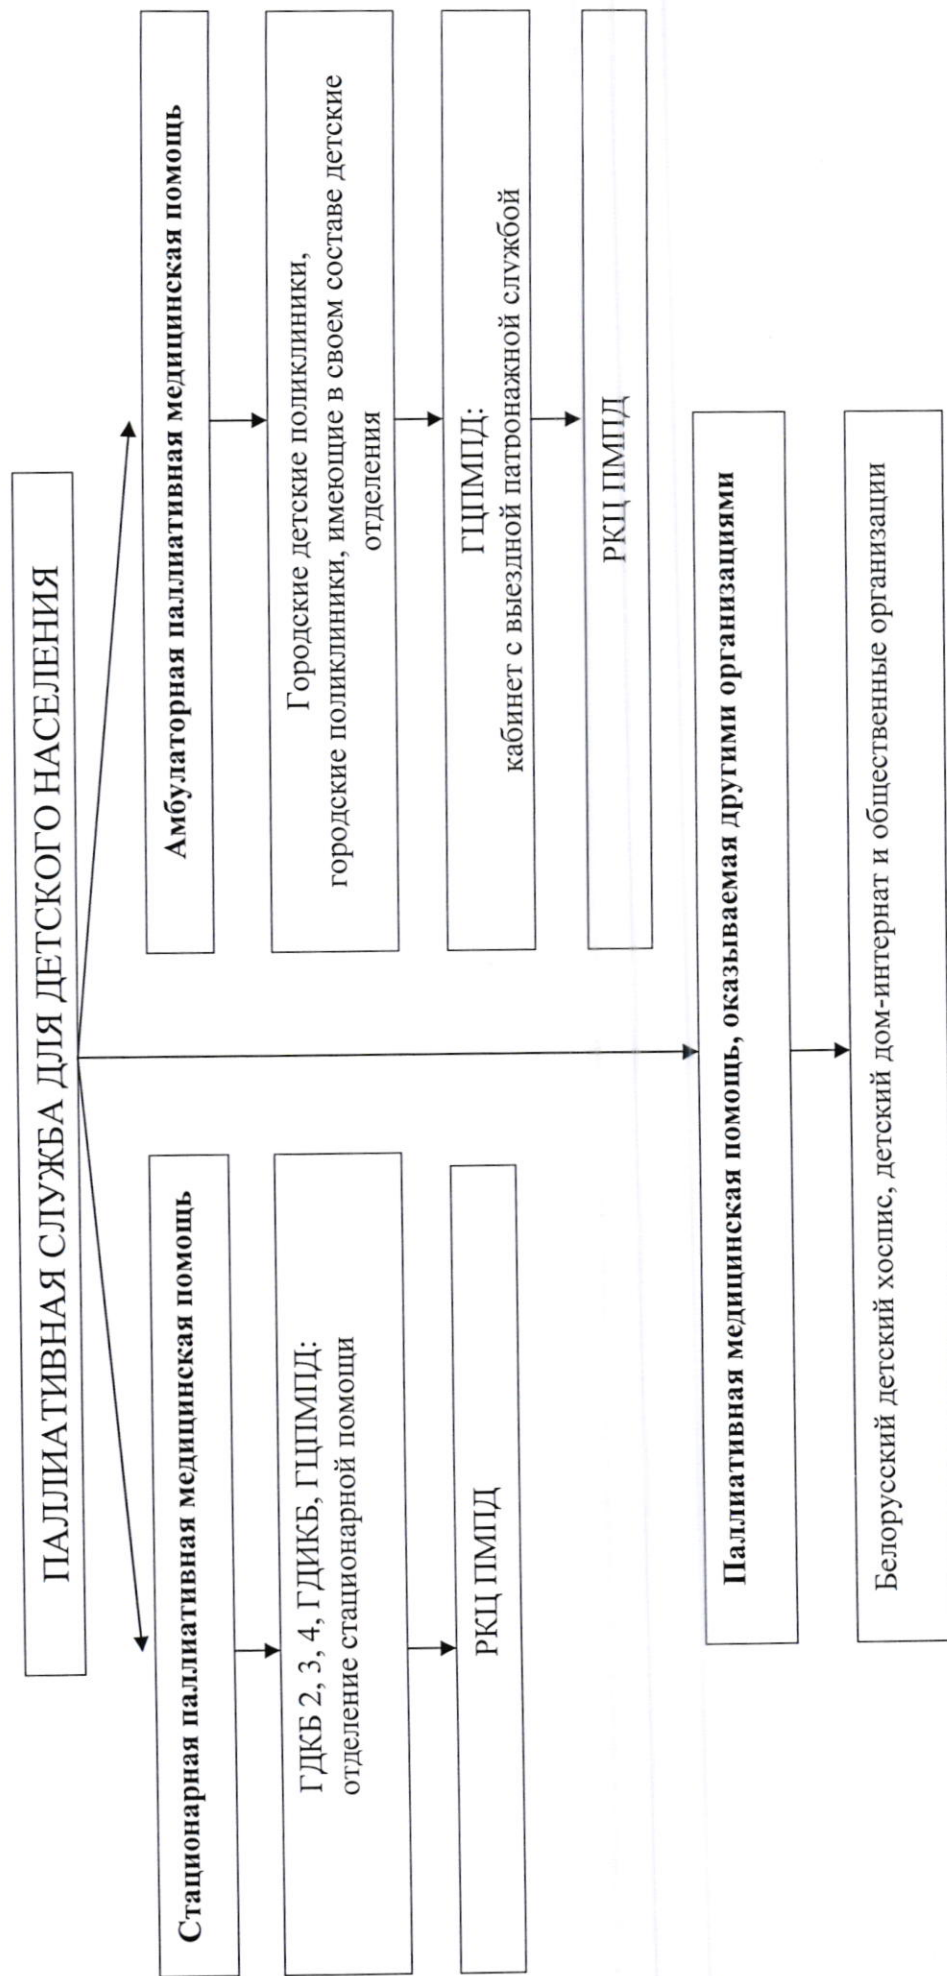 ПАЛЛИАТИВНАЯ СЛУЖБА ДЛЯ ДЕТСКОГО НАСЕЛЕНИЯ
Стационарная паллиативная медицинская помощь
ГДКБ 2, 3, 4, ГДИКБ, ГЦПМПД:
отделение стационарной помощи
РКЦ ПМПД
Амбулаторная паллиативная медицинская помощь
Городские детские поликлиники,
городские поликлиники, имеющие в своем составе детские
отделения
ГЦПМПД:
кабинет с выездной патронажной службой
РКЦ ПМПД
Паллиативная медицинская помощь, оказываемая другими организациями
Белорусский детский хоспис, детский дом-интернат и общественные организации